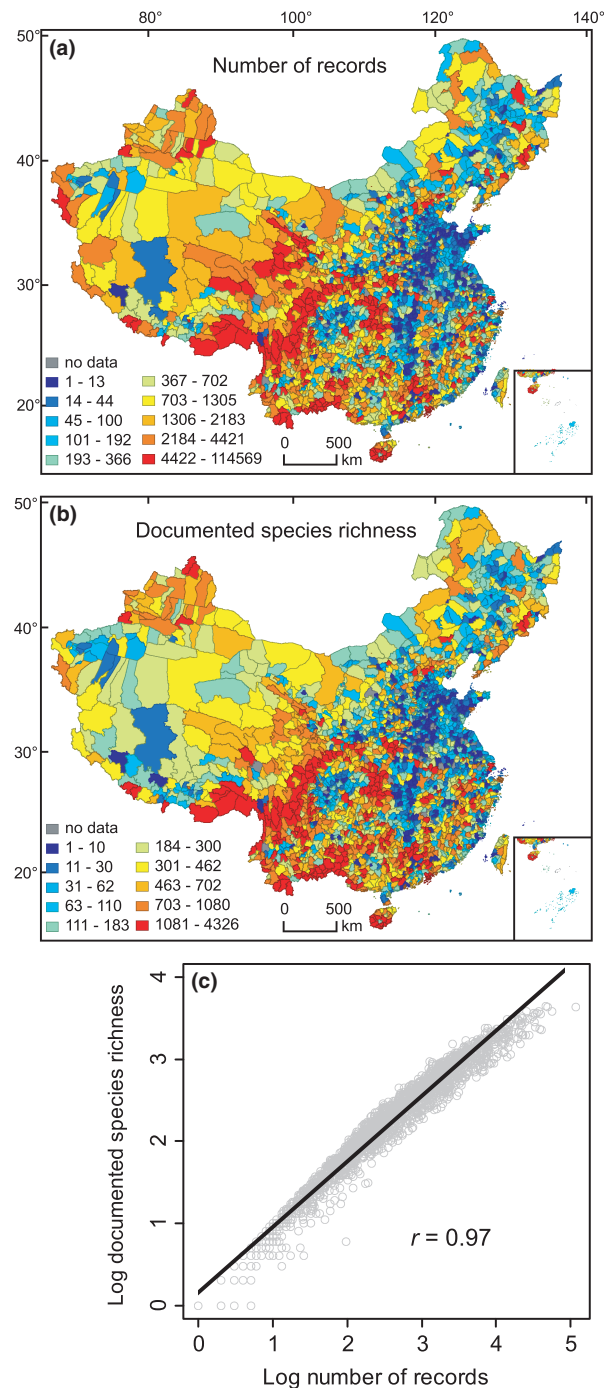 80° 100° 120° 140°
(a)
50°
Number of records
40°
30°
20°
no data
1 - 13
14 - 44
45 - 100
101 - 192
193 - 366
367 - 702
703 - 1305
1306 - 2183
2184 - 4421
4422 - 114569
0 500
km
(b)
50°
Documented species richness
40°
30°
20°
no data
1 - 10
11 - 30
31 - 62
63 - 110
111 - 183
184 - 300
301 - 462
463 - 702
703 - 1080
1081 - 4326
0 500
km
(c)
Log documented species richness
4
3
2
1
0
r = 0.97
0 1 2 3 4 5
Log number of records